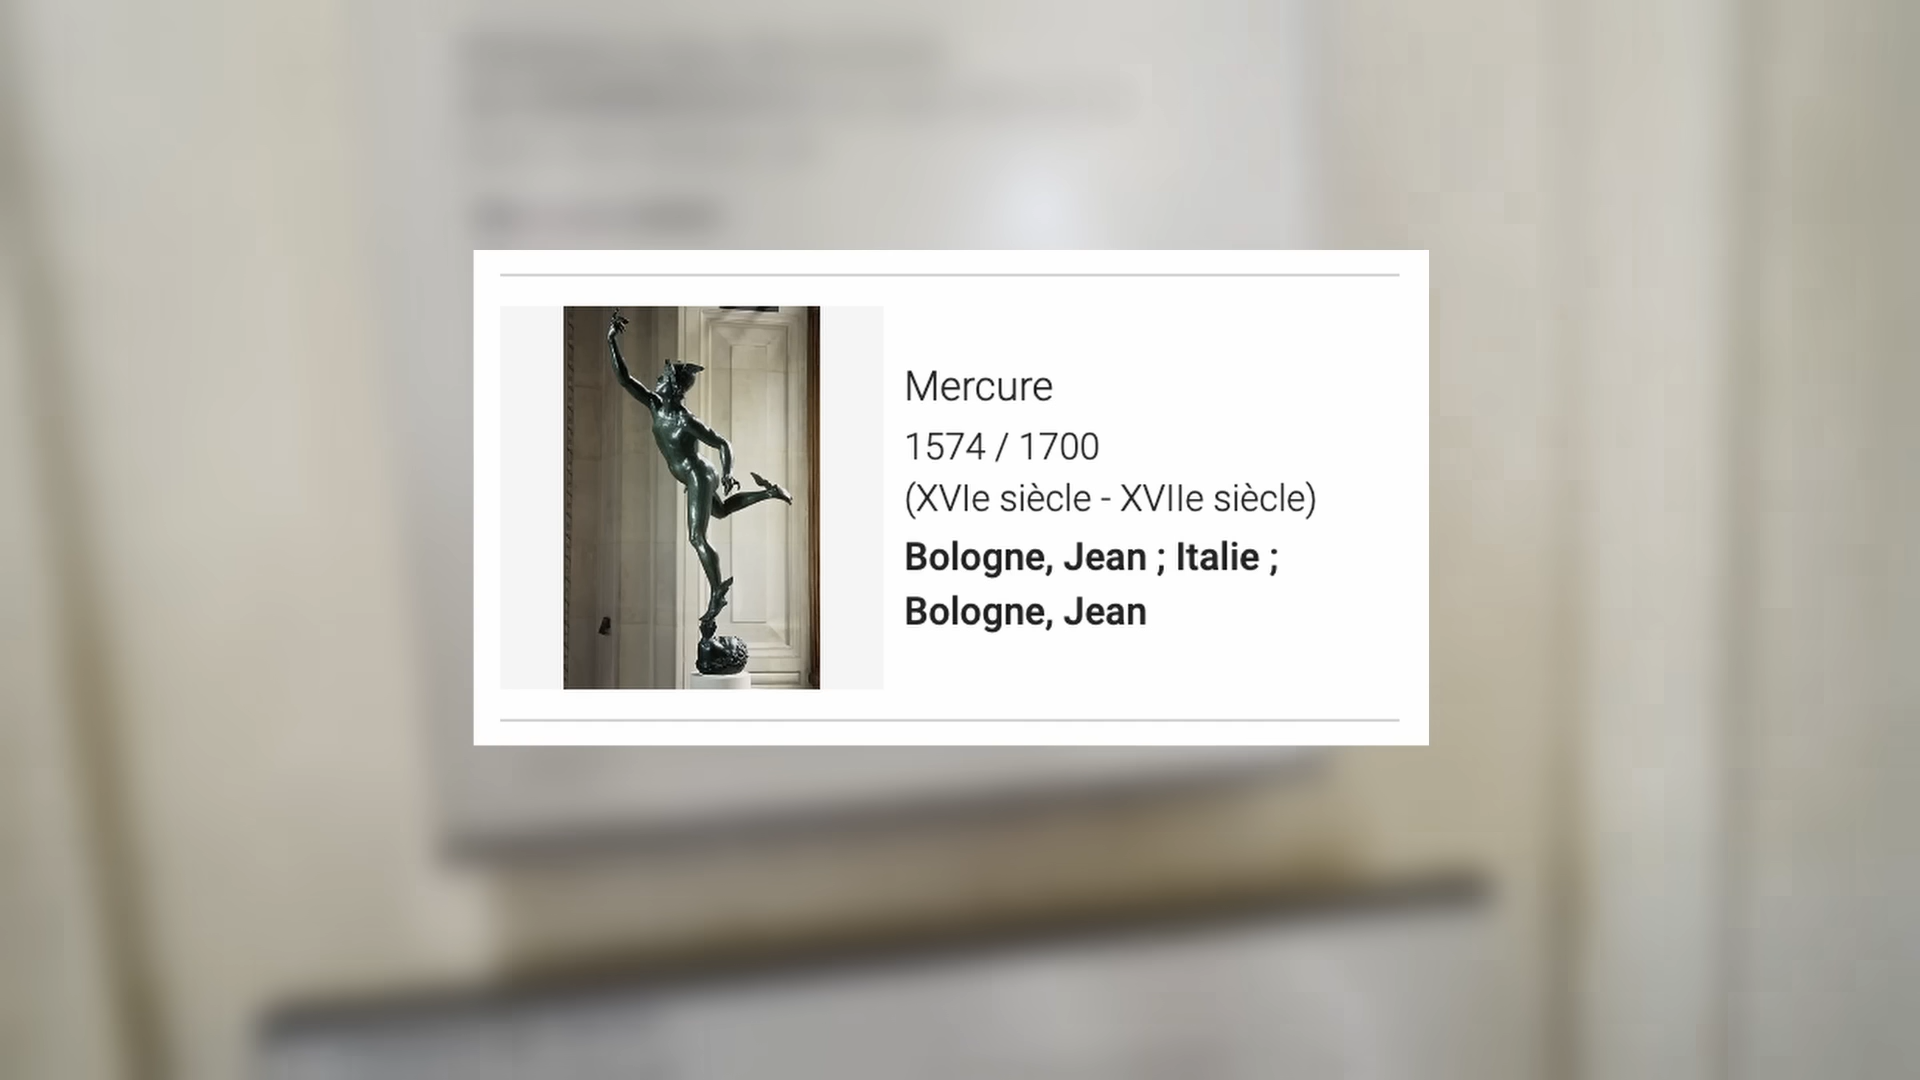 Mercure
1574 / 1700
(XVIe siècle - XVIIe siècle)
Bologne, Jean ; Italie ;
Bologne, Jean